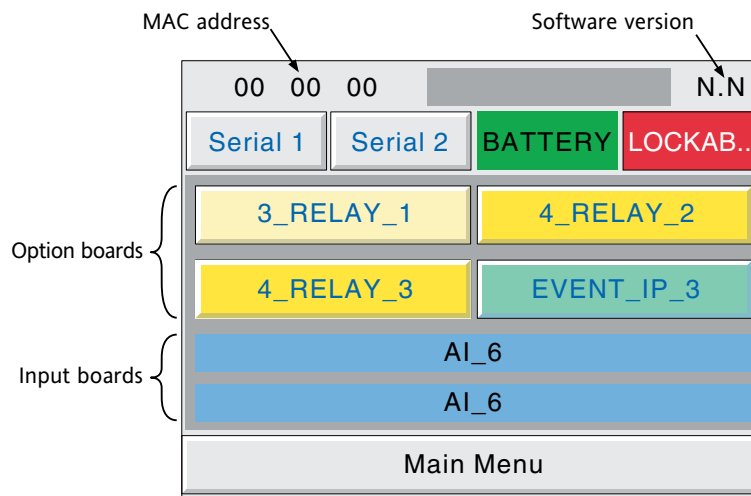 MAC address
Software version
00 00 00
N.N
Serial 1
Serial 2
BATTERY
LOCKAB..
Option boards
3_RELAY_1
4_RELAY_2
4_RELAY_3
EVENT_IP_3
Input boards
AI_6
AI_6
Main Menu